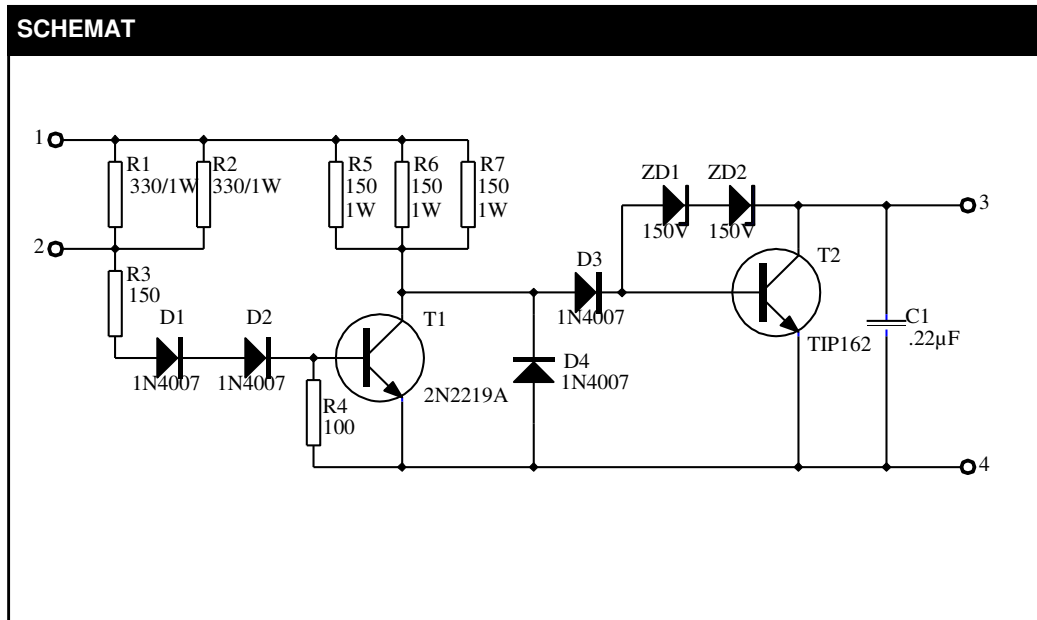 SCHEMAT
1
R1
330/1W
R2
330/1W
R5
150
1W
R6
150
1W
R7
150
1W
ZD1
150V
ZD2
150V
3
2
R3
150
D1
1N4007
D2
1N4007
R4
100
T1
2N2219A
D3
1N4007
D4
1N4007
T2
TIP162
C1
.22µF
4